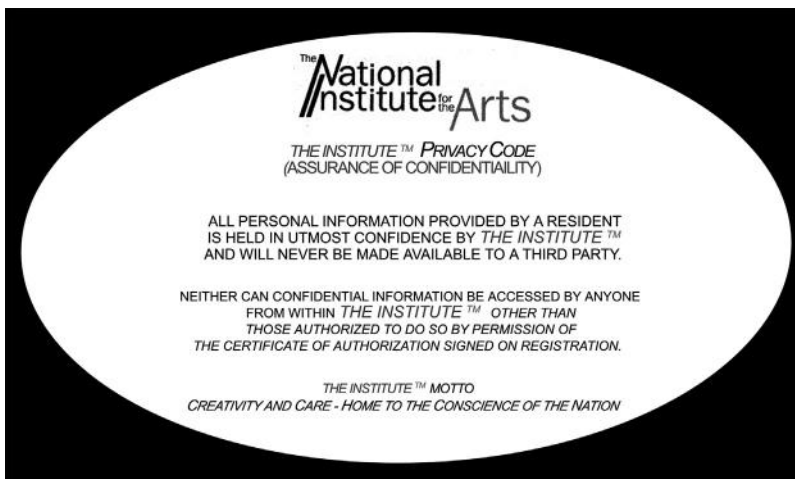 The National
Institute for the Arts
THE INSTITUTE ™ PRIVACY CODE
(ASSURANCE OF CONFIDENTIAILITY)
ALL PERSONAL INFORMATION PROVIDED BY A RESIDENT
IS HELD IN UTMOST CONFIDENCE BY THE INSTITUTE ™
AND WILL NEVER BE MADE AVAILABLE TO A THIRD PARTY.
NEITHER CAN CONFIDENTIAL INFORMATION BE ACCESSED BY ANYONE
FROM WITHIN THE INSTITUTE ™ OTHER THAN
THOSE AUTHORIZED TO DO SO BY PERMISSION OF
THE CERTIFICATE OF AUTHORIZATION SIGNED ON REGISTRATION.
THE INSTITUTE ™ MOTTO
CREATIVITY AND CARE - HOME TO THE CONSCIENCE OF THE NATION